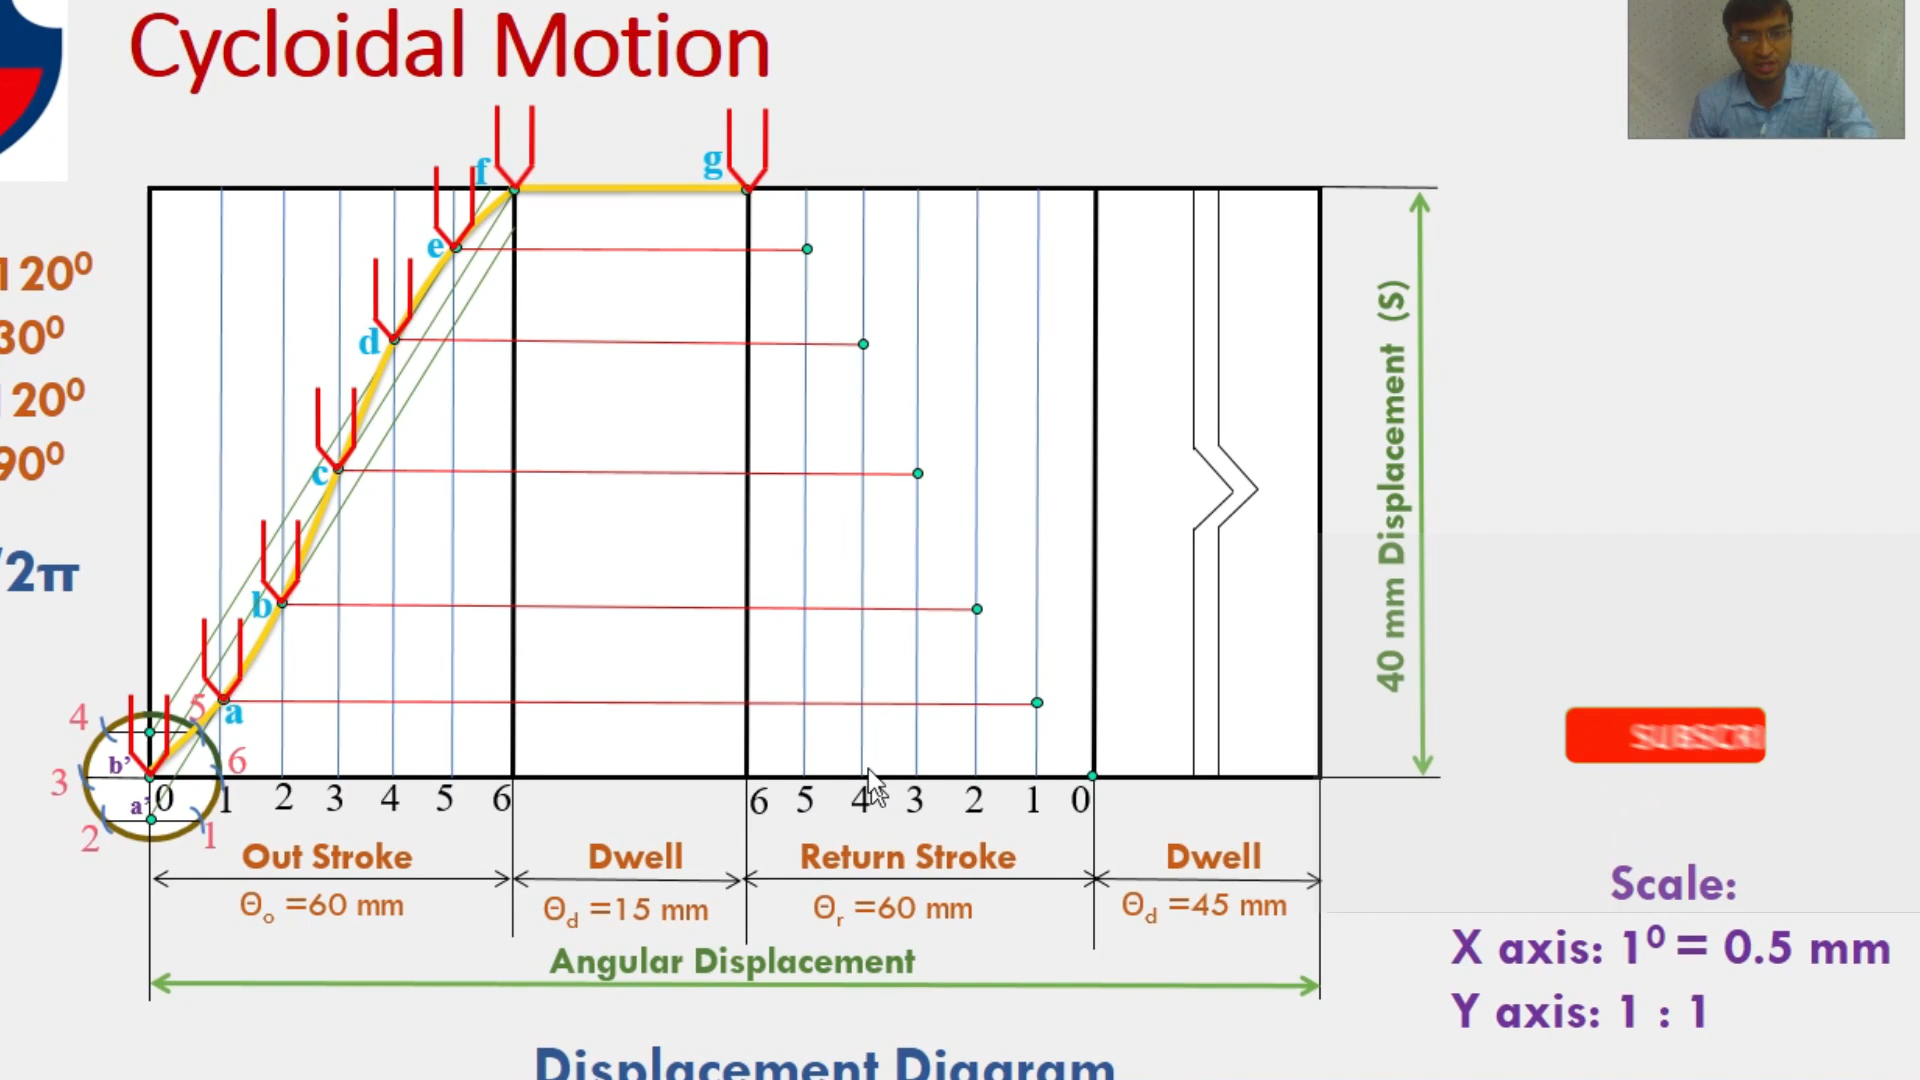 Cycloidal Motion
f
g
e
d
c
b
a
120⁰
30⁰
120⁰
90⁰
/2π
40 mm Displacement (S)
4
5
b'
6
3
a'
2
1
0 1 2 3 4 5 6
6 5 4 3 2 1 0
Out Stroke
Dwell
Return Stroke
Dwell
Θo =60 mm
Θd =15 mm
Θr =60 mm
Θd =45 mm
Angular Displacement
Displacement Diagram
Scale:
X axis: 1⁰ = 0.5 mm
Y axis: 1 : 1